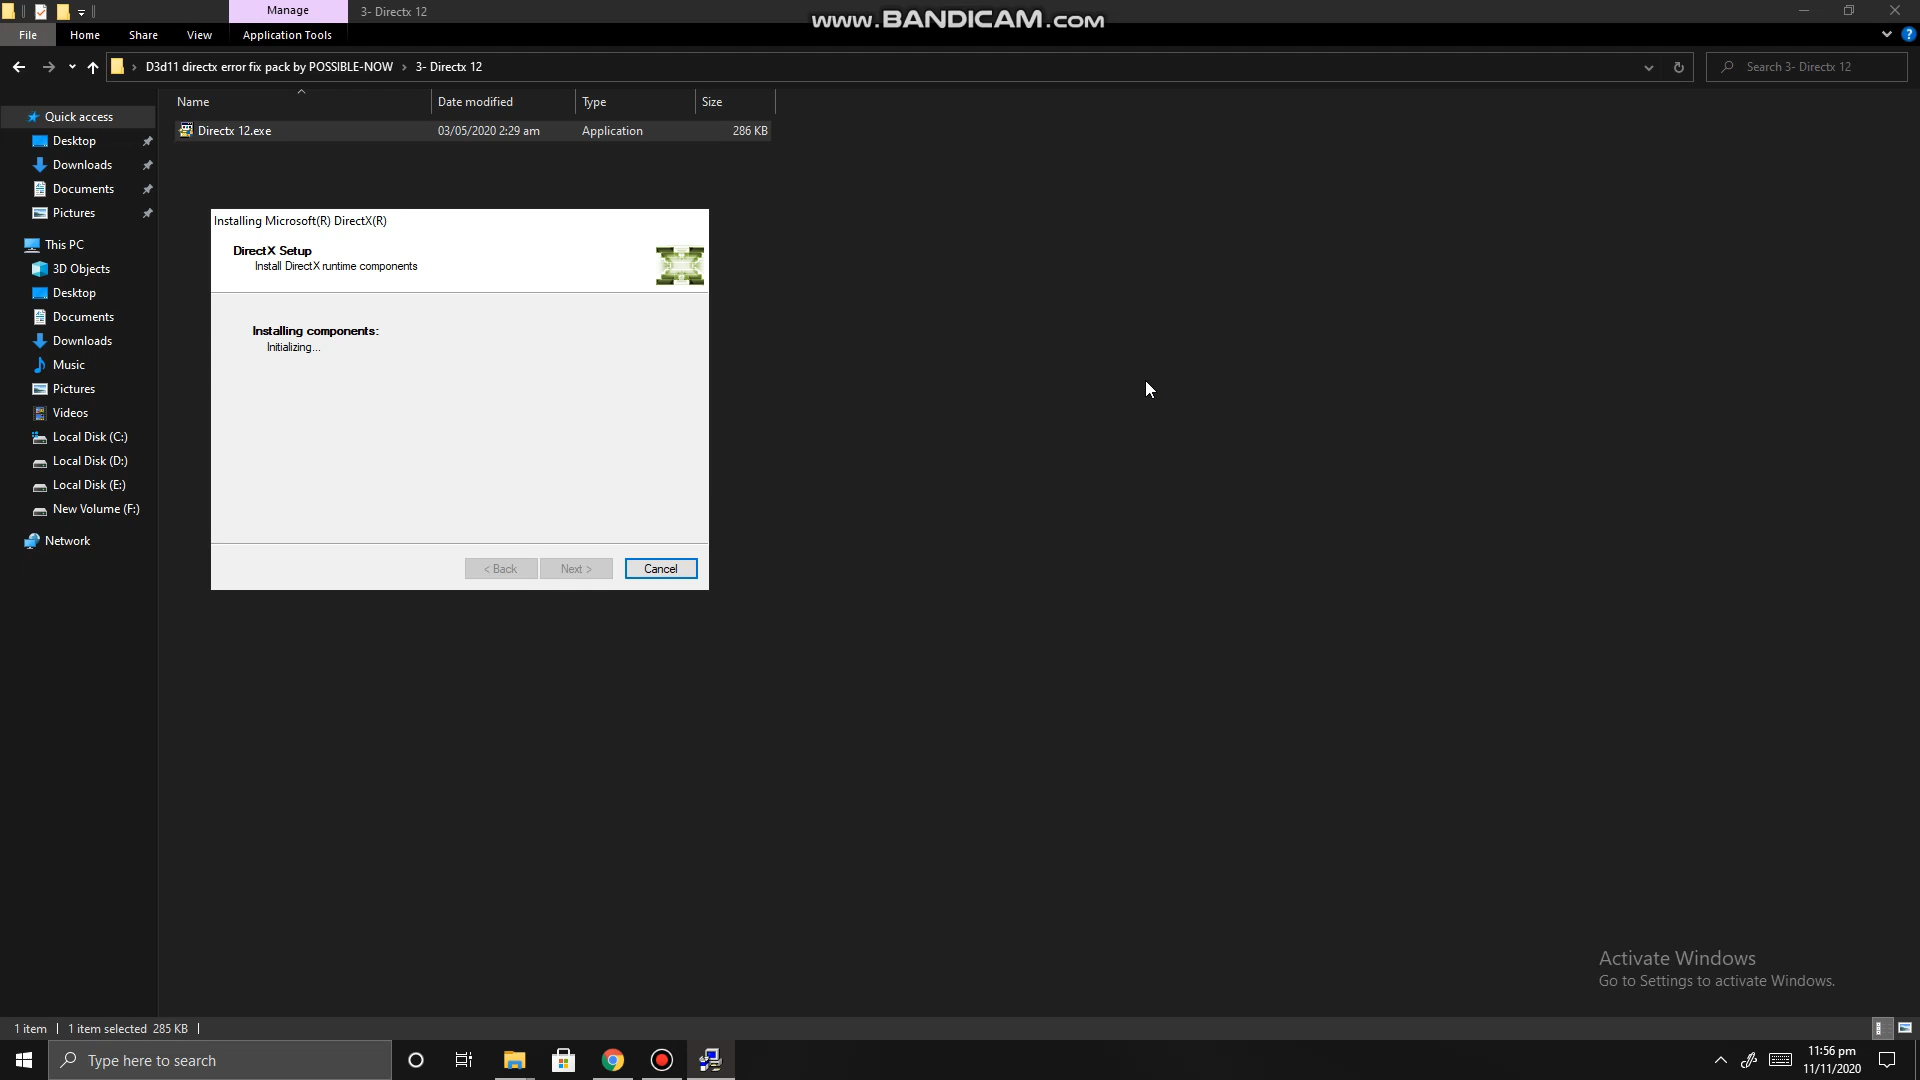 Manage
3- Directx 12
www.BANDICAM.com
File
Home
Share
View
Application Tools
D3d11 directx error fix pack by POSSIBLE-NOW
3- Directx 12
Search 3- Directx 12
Name
Date modified
Type
Size
Directx 12.exe
03/05/2020 2:29 am
Application
286 KB
Quick access
Desktop
Downloads
Documents
Pictures
This PC
3D Objects
Desktop
Documents
Downloads
Music
Pictures
Videos
Local Disk (C:)
Local Disk (D:)
Local Disk (E:)
New Volume (F:)
Network
Installing Microsoft(R) DirectX(R)
DirectX Setup
Install DirectX runtime components
Installing components:
Initializing...
< Back
Next >
Cancel
Activate Windows
Go to Settings to activate Windows.
1 item
1 item selected 285 KB
Type here to search
11:56 pm
11/11/2020